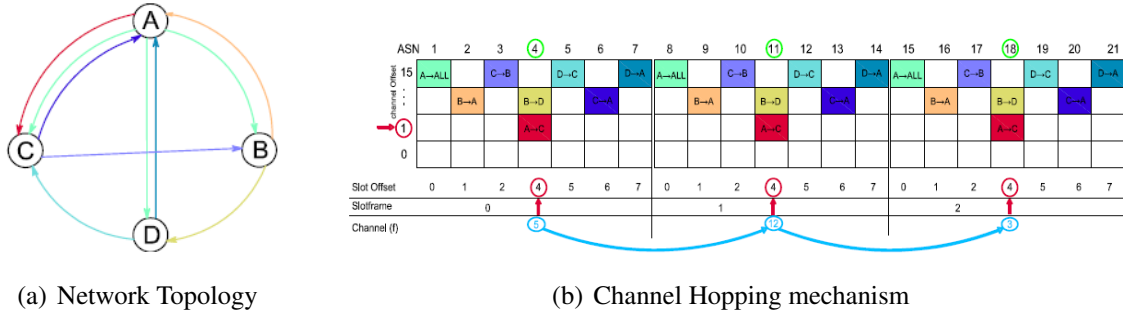 A
C
B
D
(a) Network Topology
ASN 1 2 3 4 5 6 7 8 9 10 11 12 13 14 15 16 17 18 19 20 21
channel Offset
15 A→ALL C→B D→C D→A A→ALL C→B D→C D→A A→ALL C→B D→C D→A
B→A B→D C→A B→A B→D C→A B→A B→D C→A
1 A→C A→C A→C
0
Slot Offset 0 1 2 4 5 6 7 0 1 2 4 5 6 7 0 1 2 4 5 6 7
Slotframe 0 1 2
Channel (f) 5 12 3
(b) Channel Hopping mechanism